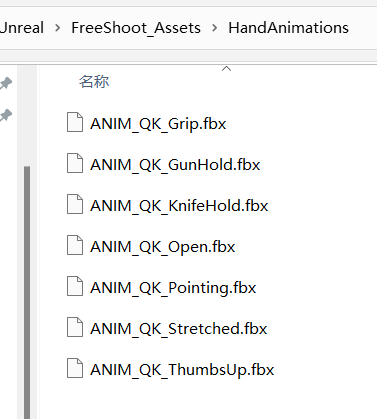 Unreal > FreeShoot_Assets > HandAnimations
名称
ANIM_QK_Grip.fbx
ANIM_QK_GunHold.fbx
ANIM_QK_KnifeHold.fbx
ANIM_QK_Open.fbx
ANIM_QK_Pointing.fbx
ANIM_QK_Stretched.fbx
ANIM_QK_ThumbsUp.fbx